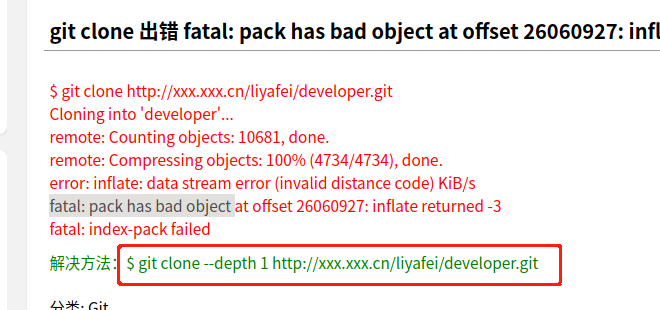 git clone 出错 fatal: pack has bad object at offset 26060927: infl
$ git clone http://xxx.xxx.cn/liyafei/developer.git
Cloning into 'developer'...
remote: Counting objects: 10681, done.
remote: Compressing objects: 100% (4734/4734), done.
error: inflate: data stream error (invalid distance code) KiB/s
fatal: pack has bad object at offset 26060927: inflate returned -3
fatal: index-pack failed
解决方法: $ git clone --depth 1 http://xxx.xxx.cn/liyafei/developer.git
分类: Git